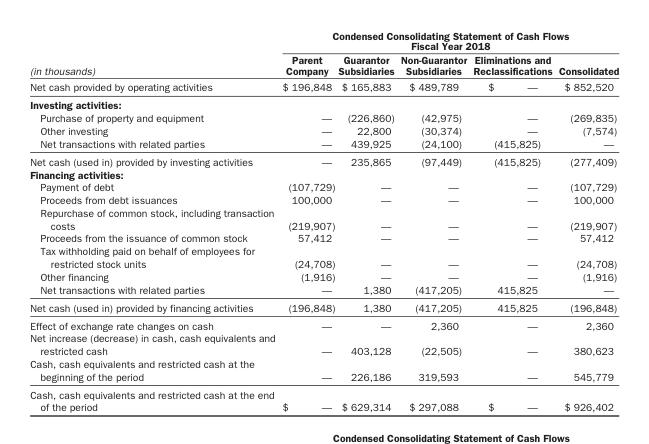 Condensed Consolidating Statement of Cash Flows
Fiscal Year 2018
Parent Guarantor Non-Guarantor Eliminations and
(in thousands) Company Subsidiaries Subsidiaries Reclassifications Consolidated
Net cash provided by operating activities $ 196,848 $ 165,883 $ 489,789 $ — $ 852,520
Investing activities:
Purchase of property and equipment — (226,860) (42,975) — (269,835)
Other investing — 22,800 (30,374) — (7,574)
Net transactions with related parties — 439,925 (24,100) (415,825) —
Net cash (used in) provided by investing activities — 235,865 (97,449) (415,825) (277,409)
Financing activities:
Payment of debt (107,729) — — — (107,729)
Proceeds from debt issuances 100,000 — — — 100,000
Repurchase of common stock, including transaction
costs (219,907) — — — (219,907)
Proceeds from the issuance of common stock 57,412 — — — 57,412
Tax withholding paid on behalf of employees for
restricted stock units (24,708) — — — (24,708)
Other financing (1,916) — — — (1,916)
Net transactions with related parties — 1,380 (417,205) 415,825 —
Net cash (used in) provided by financing activities (196,848) 1,380 (417,205) 415,825 (196,848)
Effect of exchange rate changes on cash — — 2,360 — 2,360
Net increase (decrease) in cash, cash equivalents and
restricted cash — 403,128 (22,505) — 380,623
Cash, cash equivalents and restricted cash at the
beginning of the period — 226,186 319,593 — 545,779
Cash, cash equivalents and restricted cash at the end
of the period $ — $ 629,314 $ 297,088 $ — $ 926,402
Condensed Consolidating Statement of Cash Flows